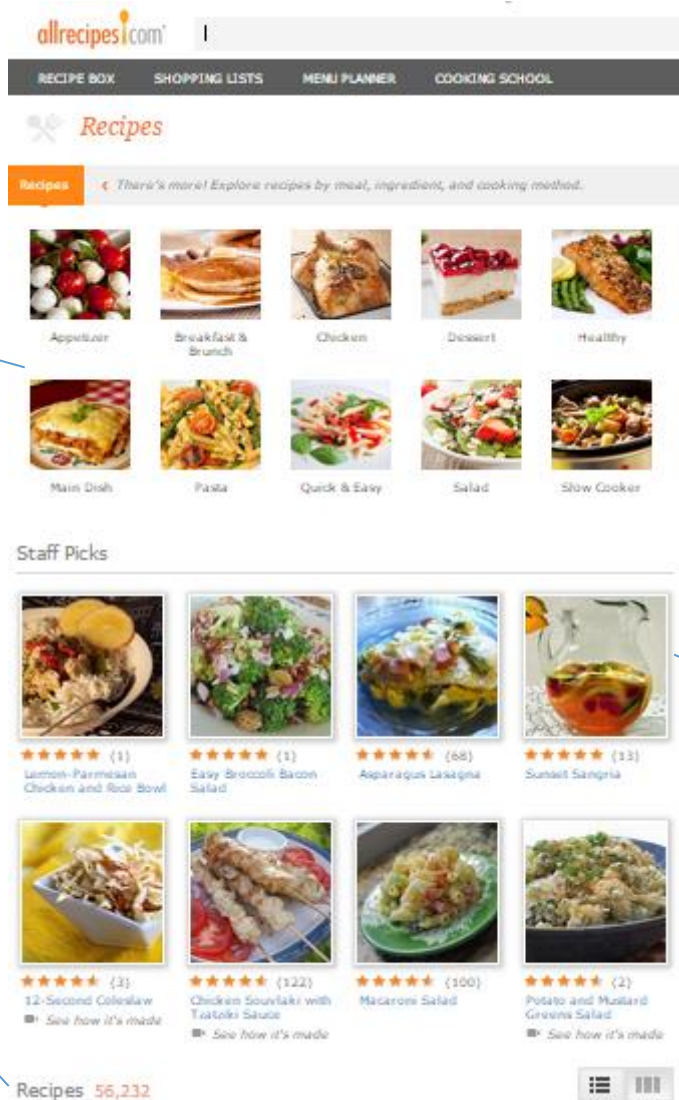 allrecipes.com
RECIPE BOX SHOPPING LISTS MENU PLANNER COOKING SCHOOL
Recipes
Recipes < There's more! Explore recipes by meal, ingredient, and cooking method.
Appetizer Breakfast & Chicken Dessert Healthy
Brunch
Main Dish Pasta Quick & Easy Salad Slow Cooker
Staff Picks
(1) (1) (68) (13)
Lemon-Parmesan Easy Broccoli Bacon Asparagus Lasagna Sunset Sangria
Chicken and Rice Bowl Salad
(3) (122) (100) (2)
12-Second Coleslaw Chicken Souvlaki with Macaroni Salad Potato and Mustard
See how it's made Tzatziki Sauce Greens Salad
See how it's made See how it's made
Recipes 56,232